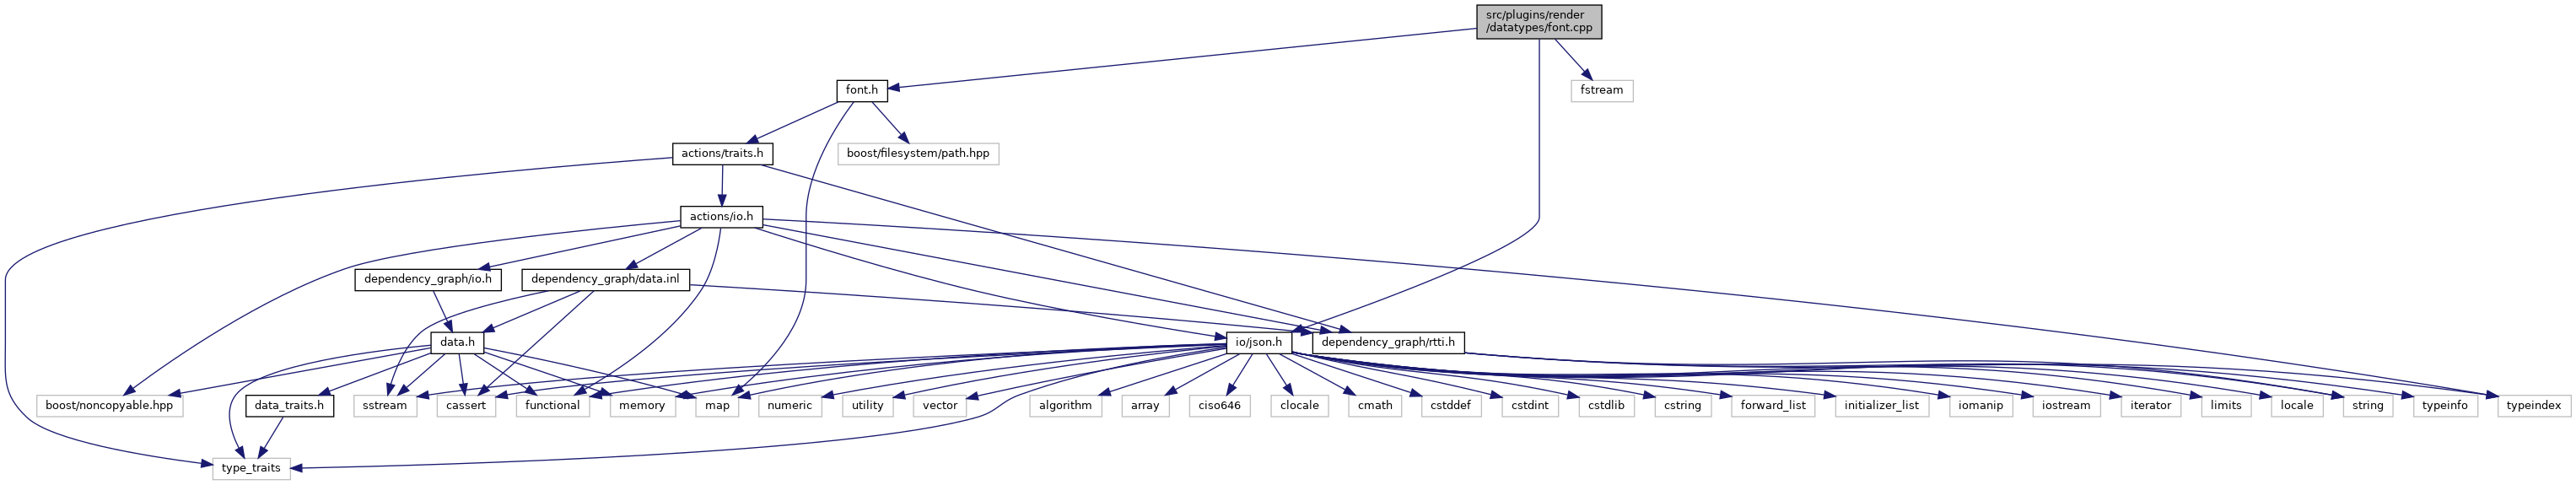 src/plugins/render
/datatypes/font.cpp
font.h
fstream
actions/traits.h
boost/filesystem/path.hpp
actions/io.h
dependency_graph/io.h
dependency_graph/data.inl
data.h
io/json.h
dependency_graph/rtti.h
boost/noncopyable.hpp
data_traits.h
sstream
cassert
functional
memory
map
numeric
utility
vector
algorithm
array
ciso646
clocale
cmath
cstddef
cstdint
cstdlib
cstring
forward_list
initializer_list
iomanip
iostream
iterator
limits
locale
string
typeinfo
typeindex
type_traits